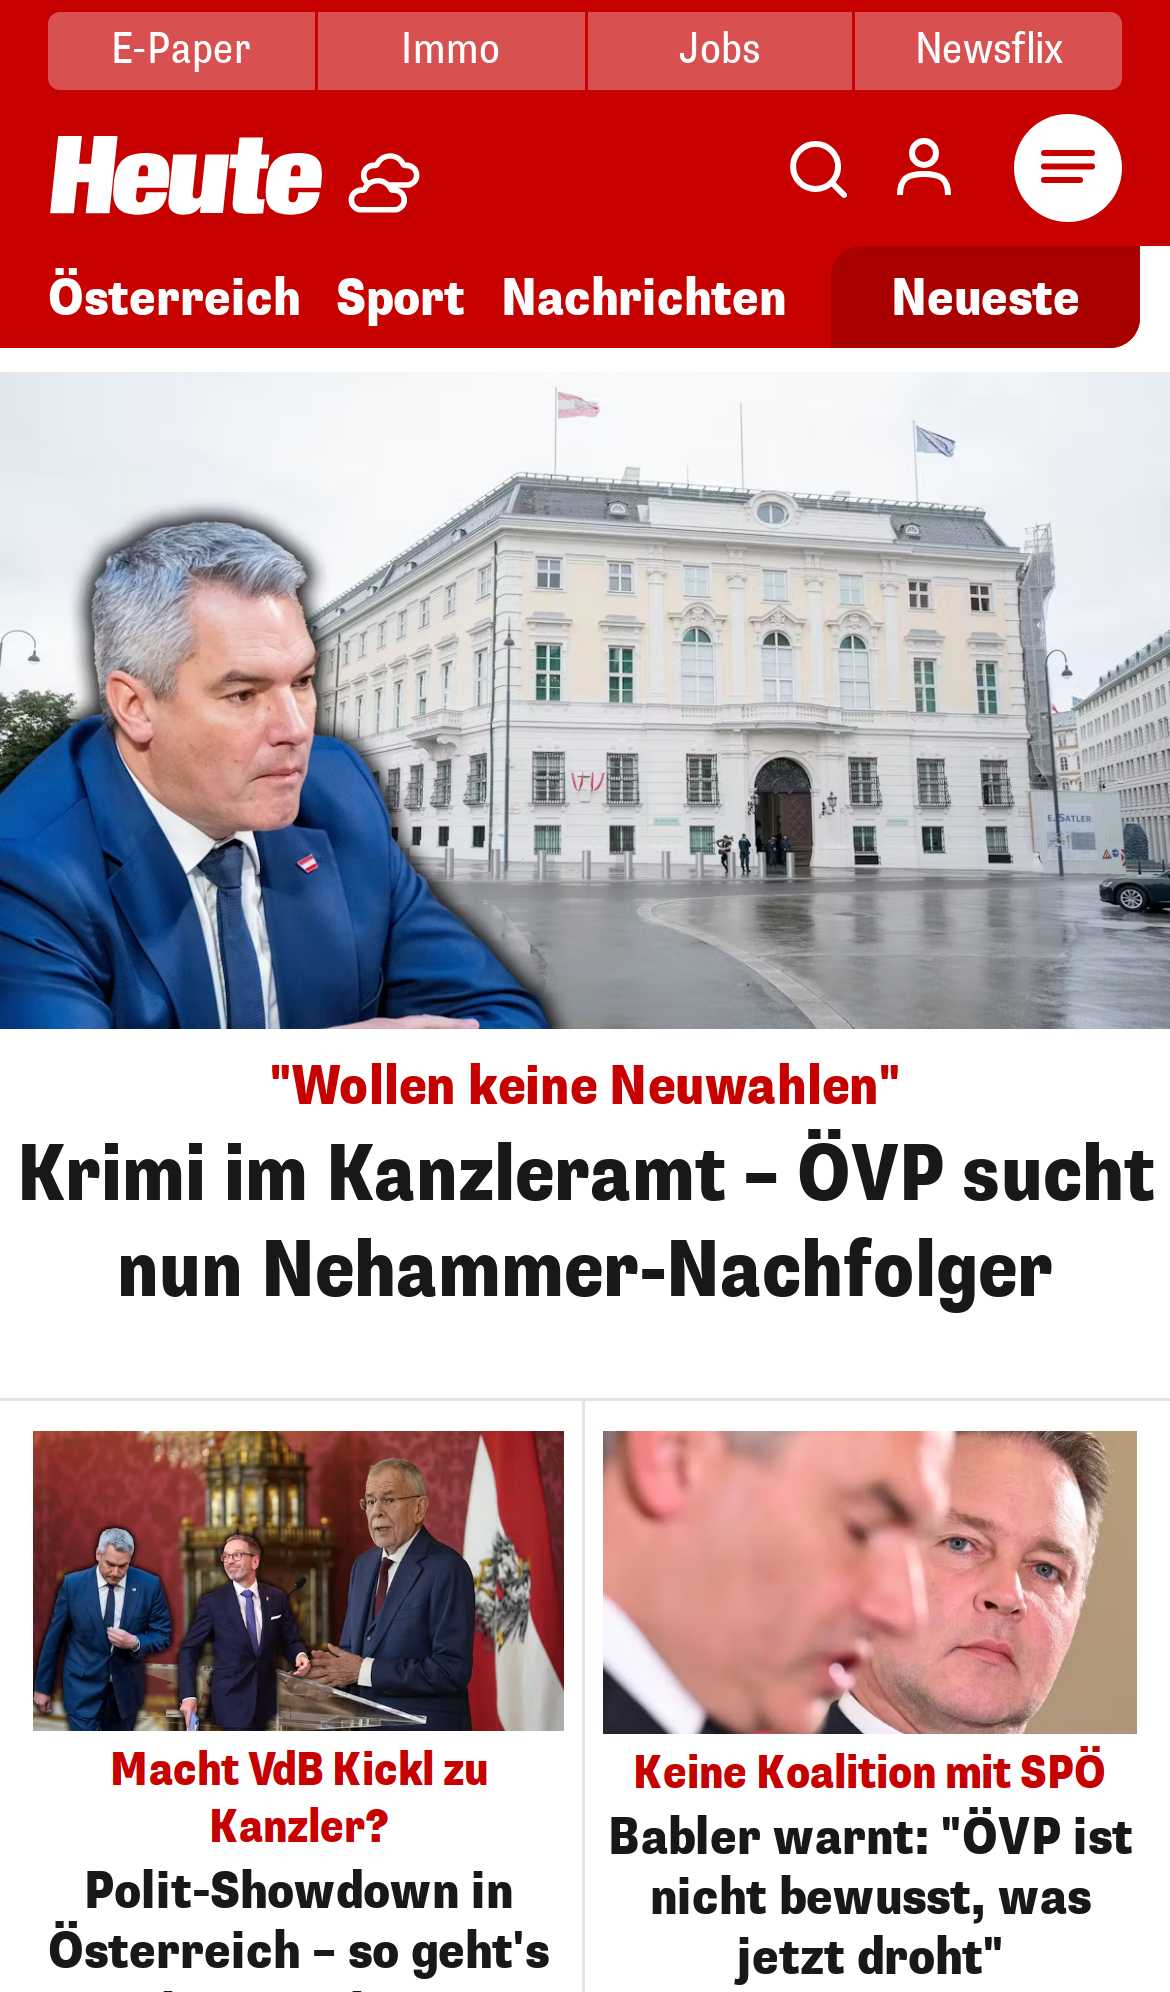 E-Paper
Immo
Jobs
Newsflix
Heute
Österreich
Sport
Nachrichten
Neueste
E. SATLER
"Wollen keine Neuwahlen"
Krimi im Kanzleramt – ÖVP sucht
nun Nehammer-Nachfolger
Macht VdB Kickl zu
Kanzler?
Polit-Showdown in
Österreich – so geht's
Keine Koalition mit SPÖ
Babler warnt: "ÖVP ist
nicht bewusst, was
jetzt droht"